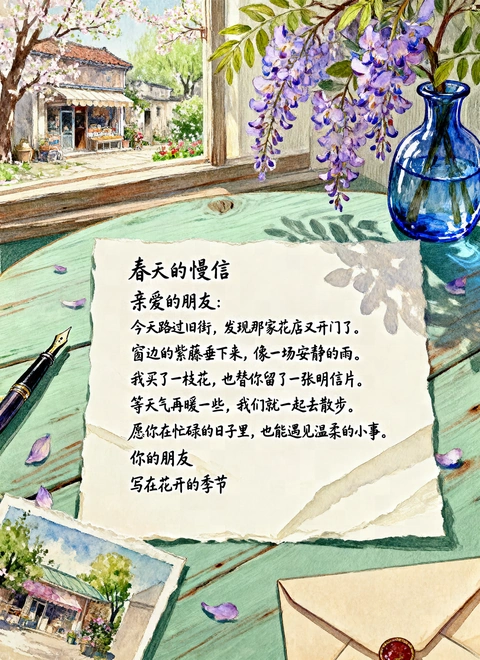 春天的慢信
亲爱的朋友：
今天路过旧街，发现那家花店又开门了。
窗边的紫藤垂下来，像一场安静的雨。
我买了一枝花，也替你留了一张明信片。
等天气再暖一些，我们就一起去散步。
愿你在忙碌的日子里，也能遇见温柔的小事。
你的朋友
写在花开的季节